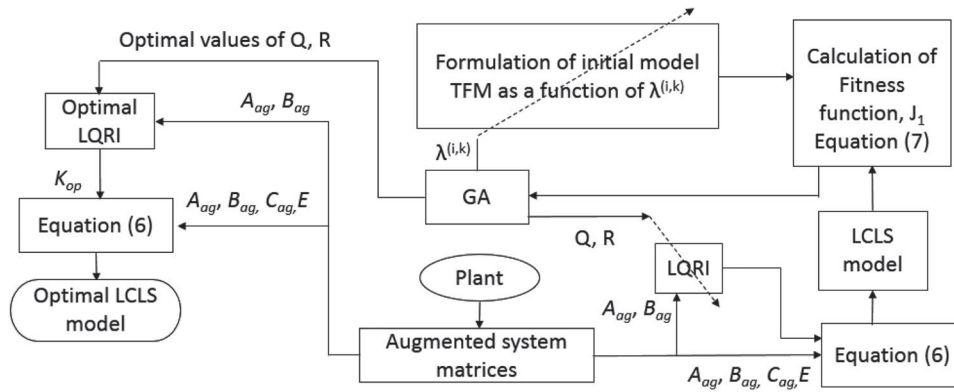 Optimal values of Q, R
Formulation of initial model
TFM as a function of λ(i,k)
Calculation of
Fitness
function, J1
Equation (7)
Optimal
LQRI
Aag, Bag
λ(i,k)
GA
Kop
Aag, Bag, Cag,E
Equation (6)
Q, R
LCLS
model
LQRI
Plant
Optimal LCLS
model
Aag, Bag
Augmented system
matrices
Equation (6)
Aag, Bag, Cag,E